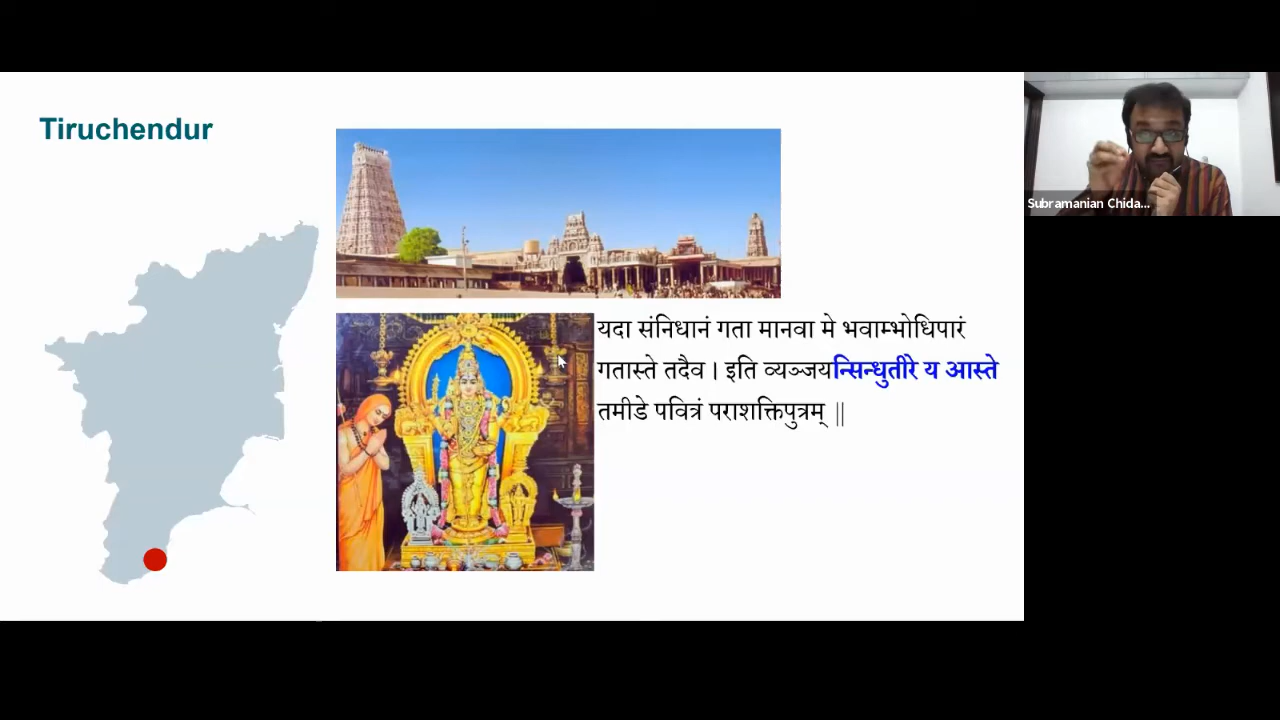 Tiruchendur
यदा संनिधानं गता मानवा मे भवाम्भोधिपारं
गतास्ते तदैव । इति व्यञ्जयन्सिन्धुतीरे य आस्ते
तमीडे पवित्रं पराशक्तिपुत्रम् ॥
Subramanian Chida...